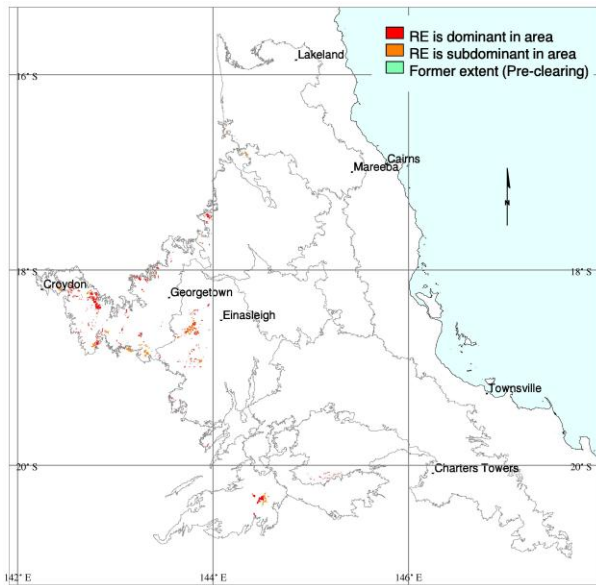 RE is dominant in area
RE is subdominant in area
Former extent (Pre-clearing)
Lakeland
16° S
Cairns
Mareeba
N
18° S
18° S
Croydon
Georgetown
Einasleigh
Townsville
20° S
Charters Towers
20° S
142° E
144° E
146° E